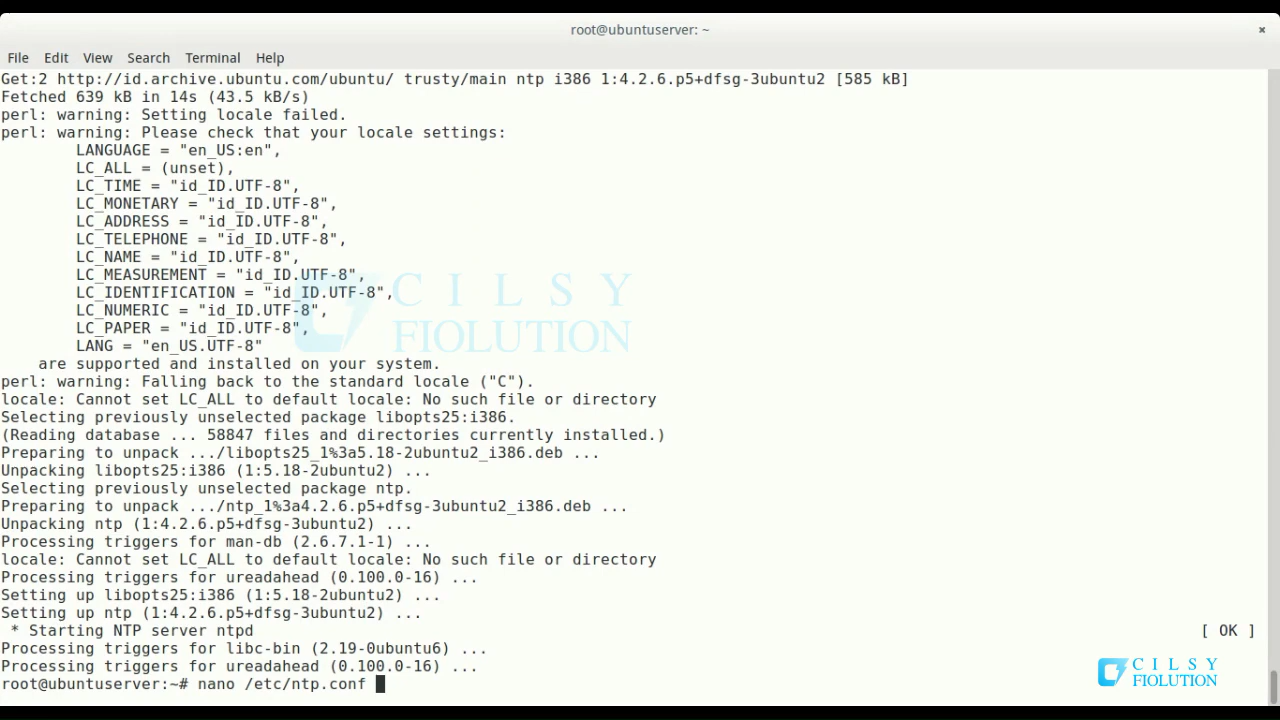 root@ubuntuserver: ~
×
File Edit View Search Terminal Help
Get:2 http://id.archive.ubuntu.com/ubuntu/ trusty/main ntp i386 1:4.2.6.p5+dfsg-3ubuntu2 [585 kB]
Fetched 639 kB in 14s (43.5 kB/s)
perl: warning: Setting locale failed.
perl: warning: Please check that your locale settings:
        LANGUAGE = "en_US:en",
        LC_ALL = (unset),
        LC_TIME = "id_ID.UTF-8",
        LC_MONETARY = "id_ID.UTF-8",
        LC_ADDRESS = "id_ID.UTF-8",
        LC_TELEPHONE = "id_ID.UTF-8",
        LC_NAME = "id_ID.UTF-8",
        LC_MEASUREMENT = "id_ID.UTF-8",
        LC_IDENTIFICATION = "id_ID.UTF-8",
        LC_NUMERIC = "id_ID.UTF-8",
        LC_PAPER = "id_ID.UTF-8",
        LANG = "en_US.UTF-8"
    are supported and installed on your system.
perl: warning: Falling back to the standard locale ("C").
locale: Cannot set LC_ALL to default locale: No such file or directory
Selecting previously unselected package libopts25:i386.
(Reading database ... 58847 files and directories currently installed.)
Preparing to unpack .../libopts25_1%3a5.18-2ubuntu2_i386.deb ...
Unpacking libopts25:i386 (1:5.18-2ubuntu2) ...
Selecting previously unselected package ntp.
Preparing to unpack .../ntp_1%3a4.2.6.p5+dfsg-3ubuntu2_i386.deb ...
Unpacking ntp (1:4.2.6.p5+dfsg-3ubuntu2) ...
Processing triggers for man-db (2.6.7.1-1) ...
locale: Cannot set LC_ALL to default locale: No such file or directory
Processing triggers for ureadahead (0.100.0-16) ...
Setting up libopts25:i386 (1:5.18-2ubuntu2) ...
Setting up ntp (1:4.2.6.p5+dfsg-3ubuntu2) ...
 * Starting NTP server ntpd [ OK ]
Processing triggers for libc-bin (2.19-0ubuntu6) ...
Processing triggers for ureadahead (0.100.0-16) ...
root@ubuntuserver:~# nano /etc/ntp.conf
CILSY
FIOLUTION
CILSY
FIOLUTION